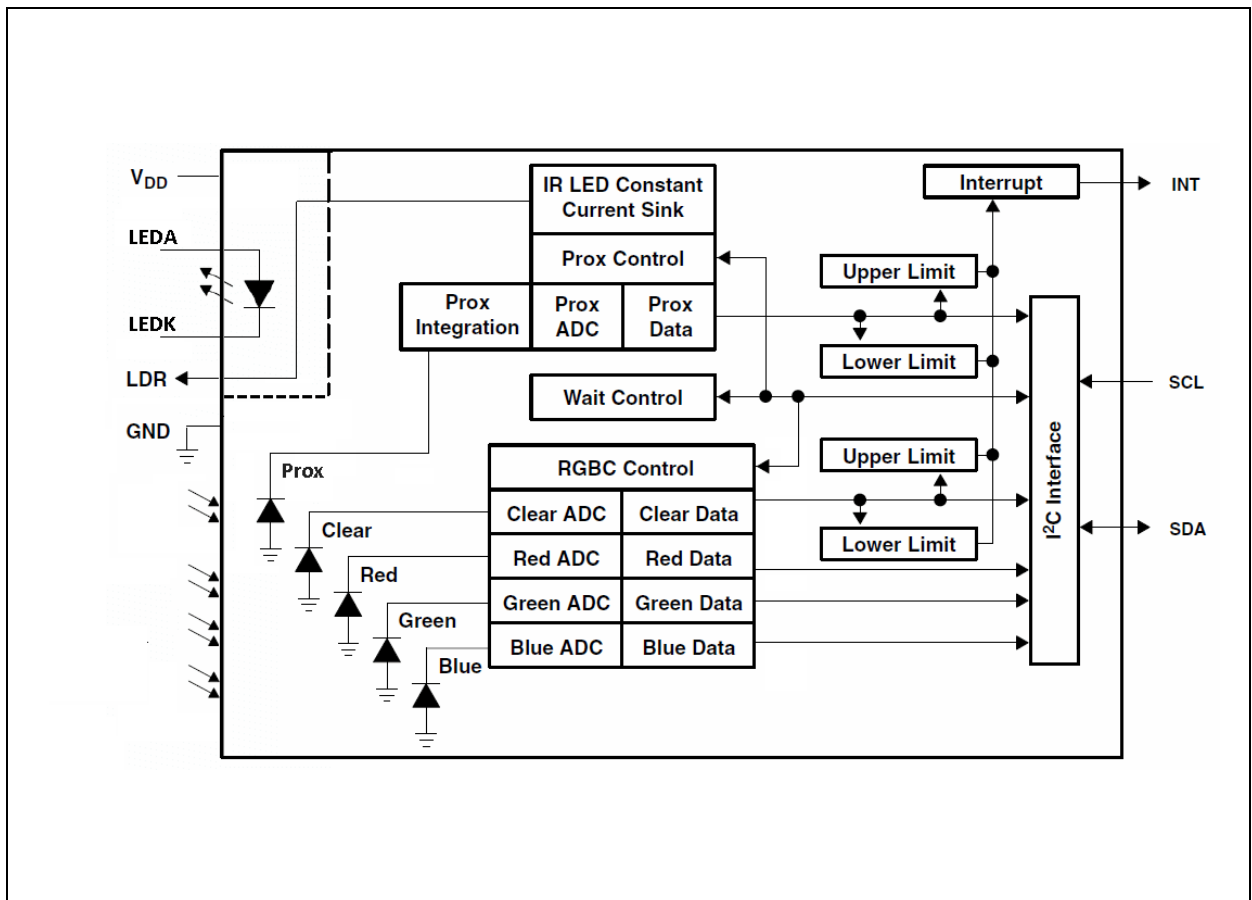 V_DD
LEDA
LEDK
LDR
GND
IR LED Constant
Current Sink
Prox Control
Prox
Integration
Prox
ADC
Prox
Data
Wait Control
RGBC Control
Clear ADC
Clear Data
Red ADC
Red Data
Green ADC
Green Data
Blue ADC
Blue Data
Prox
Clear
Red
Green
Blue
Interrupt
Upper Limit
Lower Limit
Upper Limit
Lower Limit
I²C Interface
INT
SCL
SDA